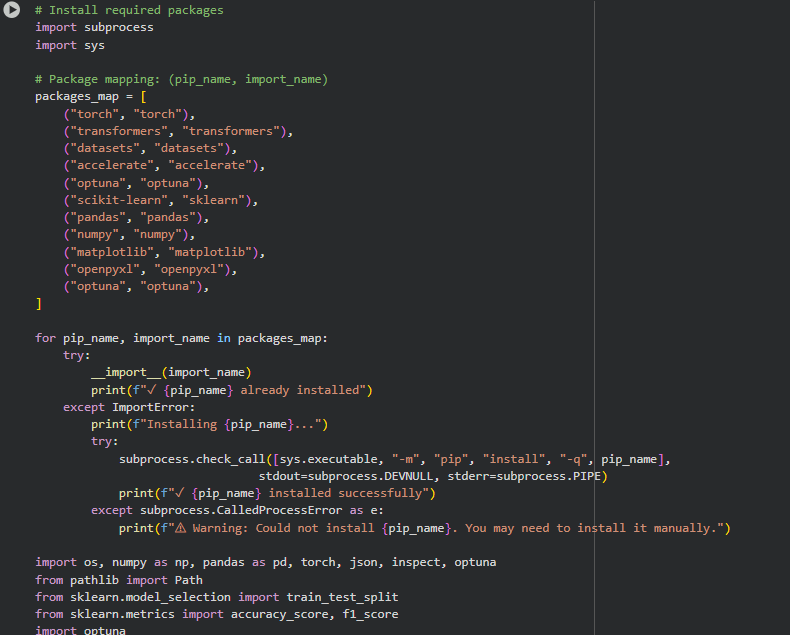 # Install required packages
import subprocess
import sys
# Package mapping: (pip_name, import_name)
packages_map = [
    ("torch", "torch"),
    ("transformers", "transformers"),
    ("datasets", "datasets"),
    ("accelerate", "accelerate"),
    ("optuna", "optuna"),
    ("scikit-learn", "sklearn"),
    ("pandas", "pandas"),
    ("numpy", "numpy"),
    ("matplotlib", "matplotlib"),
    ("openpyxl", "openpyxl"),
    ("optuna", "optuna"),
]
for pip_name, import_name in packages_map:
    try:
        __import__(import_name)
        print(f"✓ {pip_name} already installed")
    except ImportError:
        print(f"Installing {pip_name}...")
        try:
            subprocess.check_call([sys.executable, "-m", "pip", "install", "-q", pip_name],
                                stdout=subprocess.DEVNULL, stderr=subprocess.PIPE)
            print(f"✓ {pip_name} installed successfully")
        except subprocess.CalledProcessError as e:
            print(f"⚠ Warning: Could not install {pip_name}. You may need to install it manually.")
import os, numpy as np, pandas as pd, torch, json, inspect, optuna
from pathlib import Path
from sklearn.model_selection import train_test_split
from sklearn.metrics import accuracy_score, f1_score
import optuna